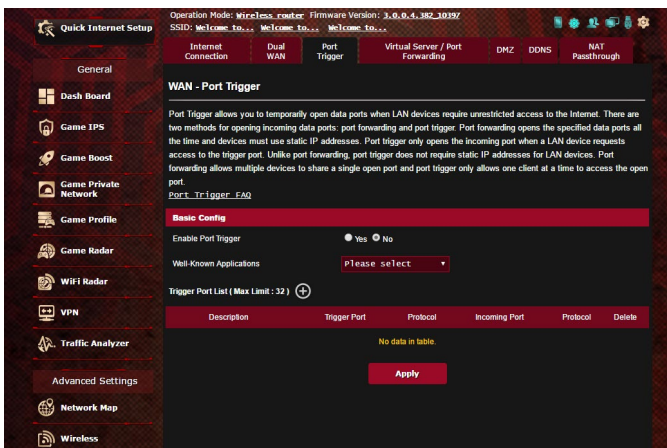 Operation Mode: Wireless router Firmware Version: 3.0.0.4.382_10397
SSID: Welcome to... Welcome to... Welcome to...
Quick Internet Setup
General
Dash Board
Game IPS
Game Boost
Game Private
Network
Game Profile
Game Radar
WiFi Radar
VPN
Traffic Analyzer
Advanced Settings
Network Map
Wireless
Internet
Connection
Dual
WAN
Port
Trigger
Virtual Server / Port
Forwarding
DMZ
DDNS
NAT
Passthrough
WAN - Port Trigger
Port Trigger allows you to temporarily open data ports when LAN devices require unrestricted access to the Internet. There are
two methods for opening incoming data ports: port forwarding and port trigger. Port forwarding opens the specified data ports all
the time and devices must use static IP addresses. Port trigger only opens the incoming port when a LAN device requests
access to the trigger port. Unlike port forwarding, port trigger does not require static IP addresses for LAN devices. Port
forwarding allows multiple devices to share a single open port and port trigger only allows one client at a time to access the open
port.
Port Trigger FAQ
Basic Config
Enable Port Trigger Yes No
Well-Known Applications Please select
Trigger Port List ( Max Limit : 32 )
Description Trigger Port Protocol Incoming Port Protocol Delete
No data in table.
Apply